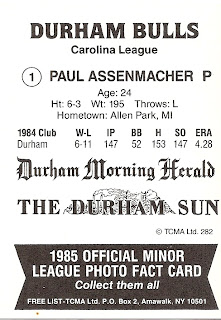 DURHAM BULLS
Carolina League
1 PAUL ASSENMACHER P
Age: 24
Ht: 6-3 Wt: 195 Throws: L
Hometown: Allen Park, MI
1984 Club W-L IP BB H SO ERA
Durham 6-11 147 52 153 147 4.28
Durham Morning Herald
THE DURHAM SUN
© TCMA Ltd. 282
1985 OFFICIAL MINOR
LEAGUE PHOTO FACT CARD
Collect them all
FREE LIST-TCMA Ltd. P.O. Box 2, Amawalk, NY 10501